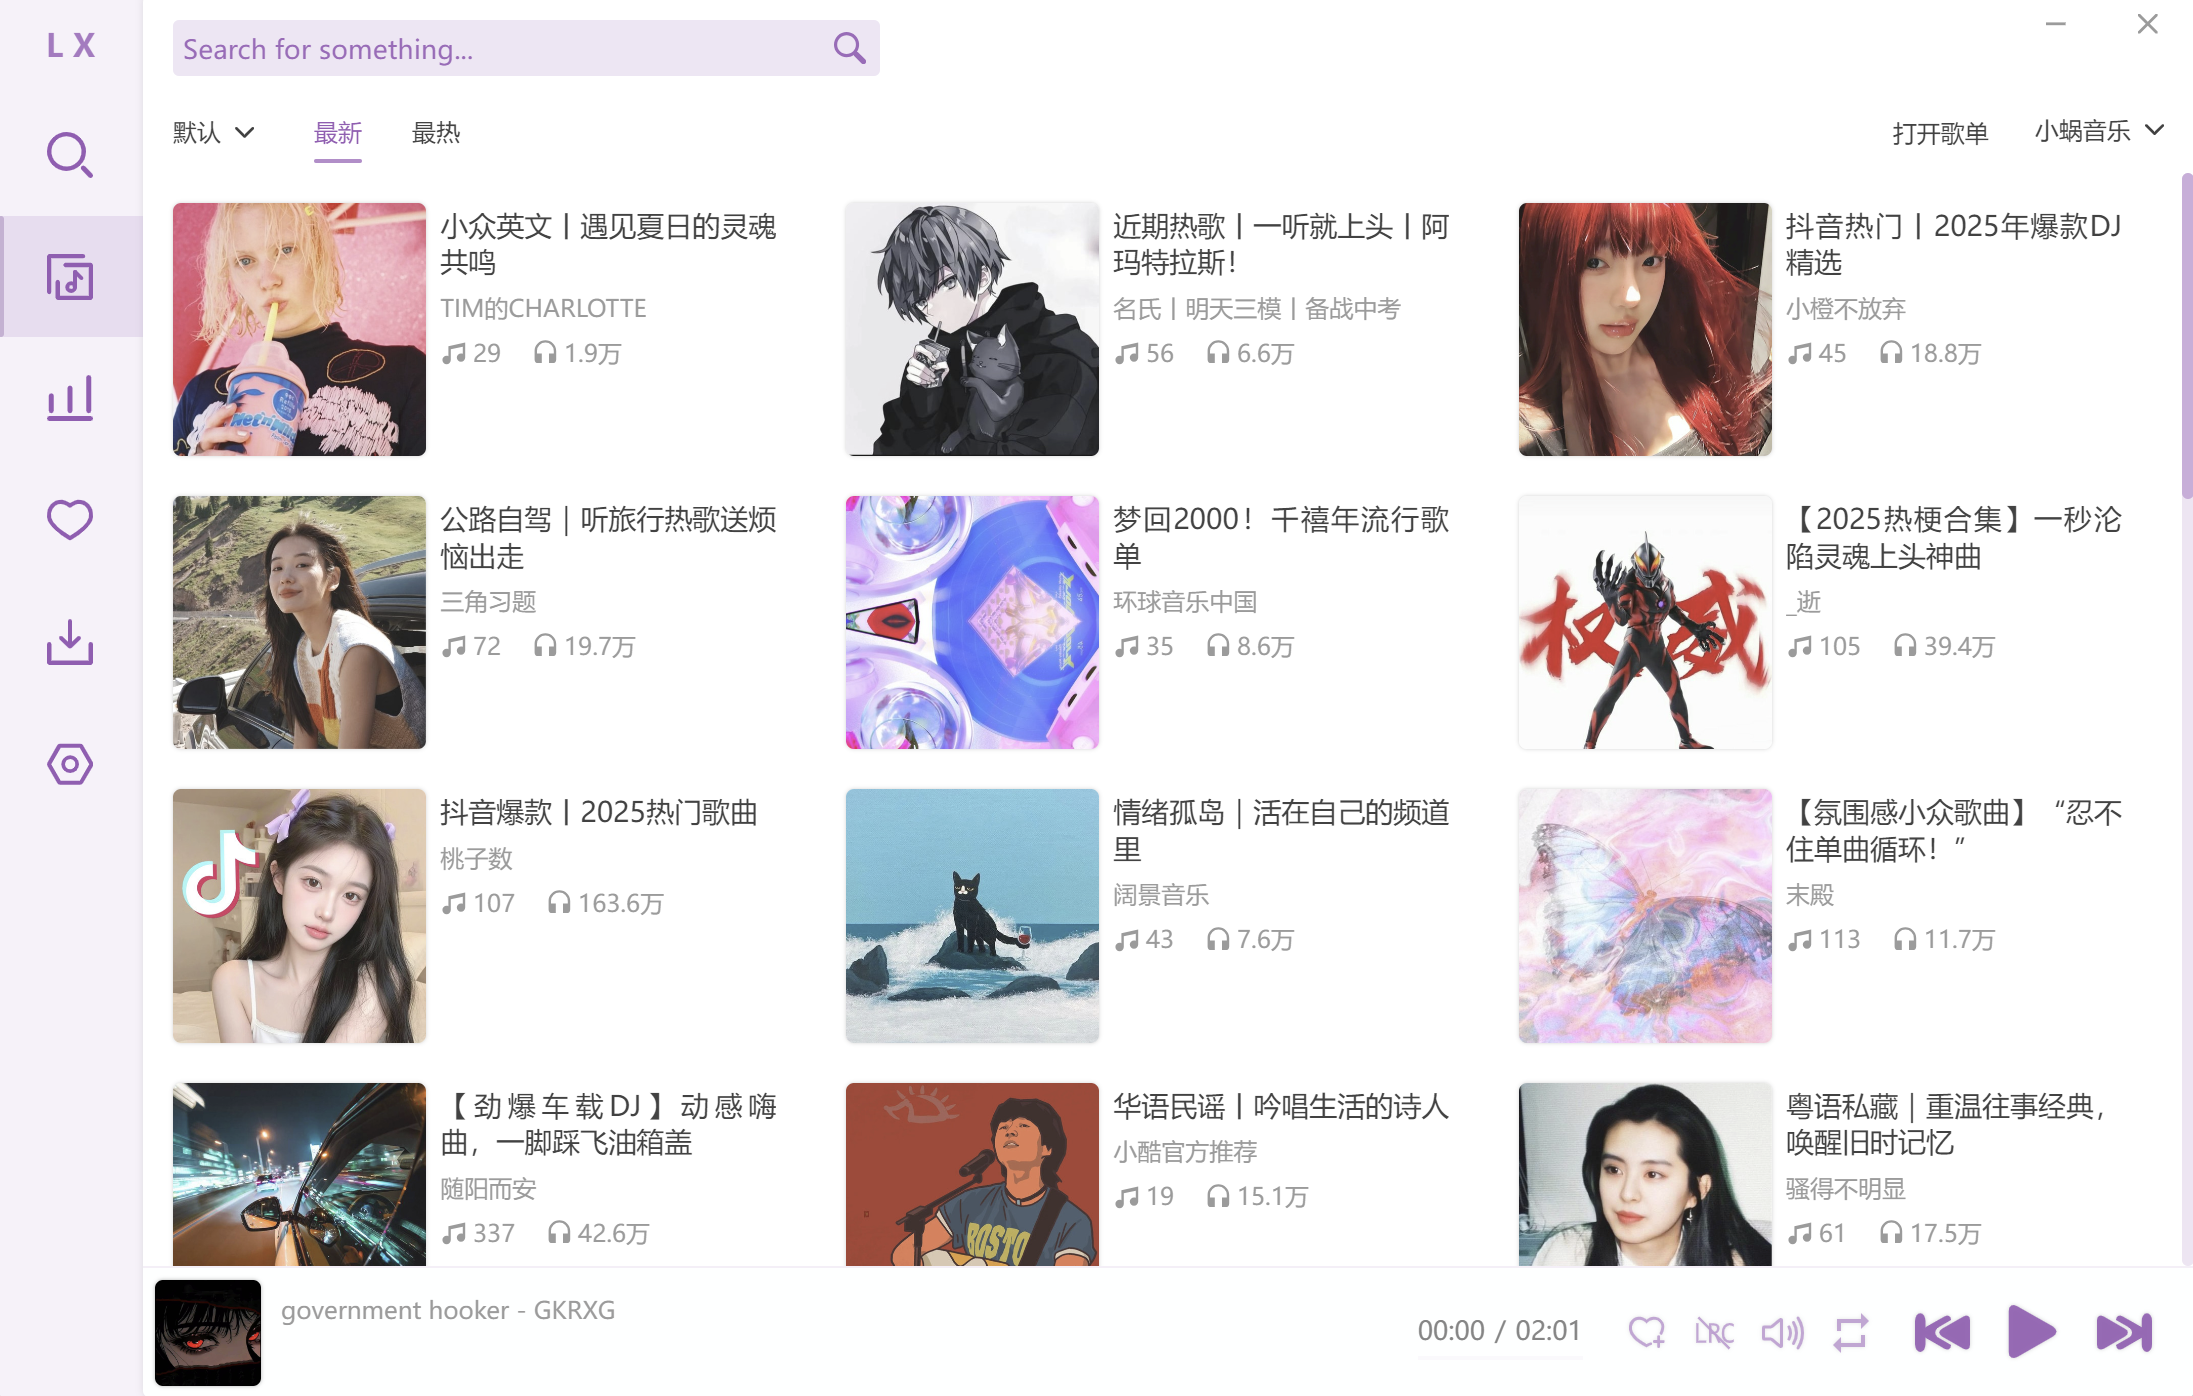 L X
Search for something...
默认
最新
最热
打开歌单
小蜗音乐
小众英文丨遇见夏日的灵魂
共鸣
TIM的CHARLOTTE
29 1.9万
近期热歌丨一听就上头丨阿
玛特拉斯！
名氏丨明天三模丨备战中考
56 6.6万
抖音热门丨2025年爆款DJ
精选
小橙不放弃
45 18.8万
公路自驾｜听旅行热歌送烦
恼出走
三角习题
72 19.7万
梦回2000！千禧年流行歌
单
环球音乐中国
35 8.6万
权威
【2025热梗合集】一秒沦
陷灵魂上头神曲
_逝
105 39.4万
抖音爆款丨2025热门歌曲
桃子数
107 163.6万
情绪孤岛｜活在自己的频道
里
阔景音乐
43 7.6万
【氛围感小众歌曲】“忍不
住单曲循环！”
末殿
113 11.7万
【劲爆车载DJ】动感嗨
曲，一脚踩飞油箱盖
随阳而安
337 42.6万
BOSTO
华语民谣丨吟唱生活的诗人
小酷官方推荐
19 15.1万
粤语私藏｜重温往事经典，
唤醒旧时记忆
骚得不明显
61 17.5万
government hooker - GKRXG
00:00 / 02:01
LRC